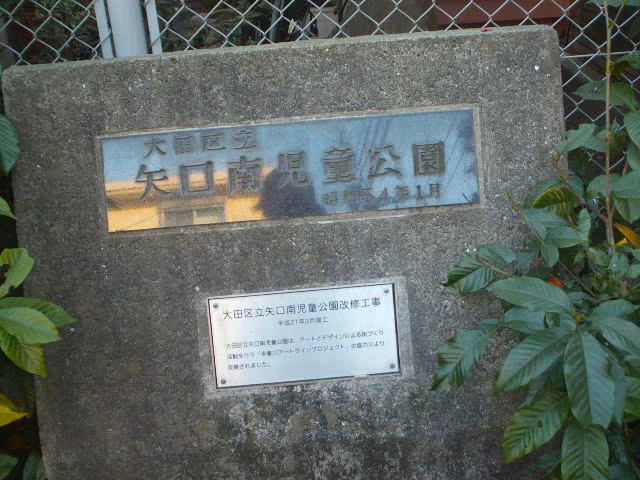 大田区立
矢口南児童公園
昭和54年1月
大田区立矢口南児童公園改修工事
平成21年3月竣工
大田区立矢口南児童公園は、アートとデザインによる街づくり
活動を行う「多摩川アートラインプロジェクト」の協力により
改修されました。